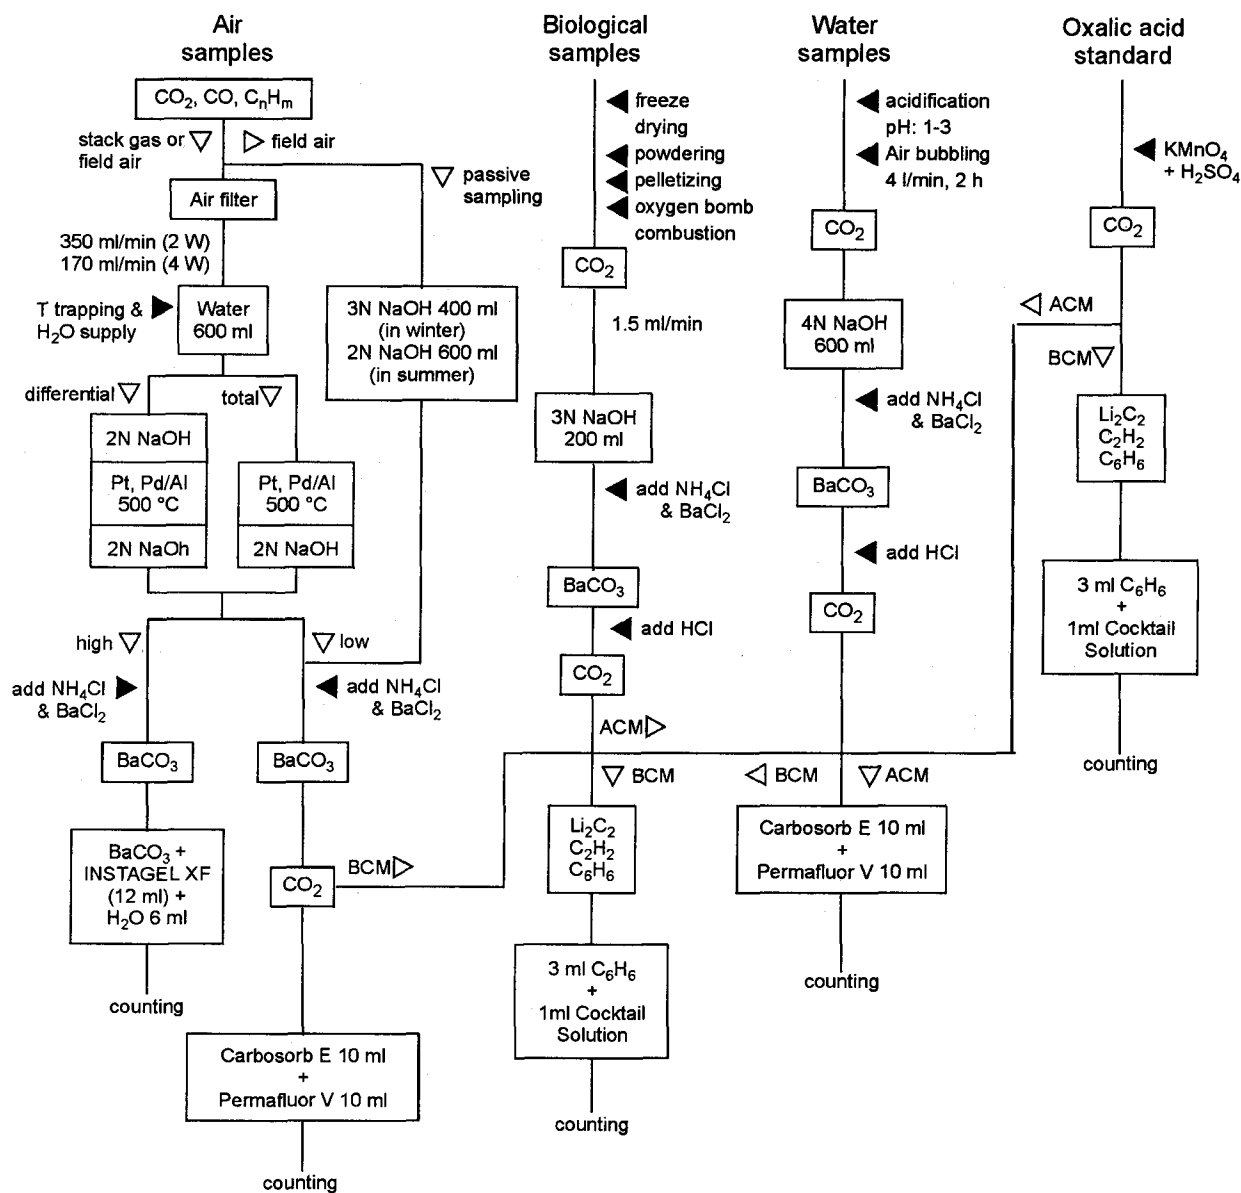 Air
samples
CO2, CO, CnHm
stack gas or
field air
field air
passive
sampling
Air filter
350 ml/min (2 W)
170 ml/min (4 W)
T trapping &
H2O supply
Water
600 ml
3N NaOH 400 ml
(in winter)
2N NaOH 600 ml
(in summer)
differential
total
2N NaOH
Pt, Pd/Al
500 °C
2N NaOh
Pt, Pd/Al
500 °C
2N NaOH
high
low
add NH4Cl
& BaCl2
add NH4Cl
& BaCl2
BaCO3
BaCO3
BaCO3 +
INSTAGEL XF
(12 ml) +
H2O 6 ml
counting
CO2
BCM
Carbosorb E 10 ml
+
Permafluor V 10 ml
counting
Biological
samples
freeze
drying
powdering
pelletizing
oxygen bomb
combustion
CO2
1.5 ml/min
3N NaOH
200 ml
add NH4Cl
& BaCl2
BaCO3
add HCl
CO2
ACM
BCM
Li2C2
C2H2
C6H6
3 ml C6H6
+
1ml Cocktail
Solution
counting
Water
samples
acidification
pH: 1-3
Air bubbling
4 l/min, 2 h
CO2
4N NaOH
600 ml
add NH4Cl
& BaCl2
BaCO3
add HCl
CO2
BCM
ACM
Carbosorb E 10 ml
+
Permafluor V 10 ml
counting
Oxalic acid
standard
KMnO4
+ H2SO4
CO2
ACM
BCM
Li2C2
C2H2
C6H6
3 ml C6H6
+
1ml Cocktail
Solution
counting